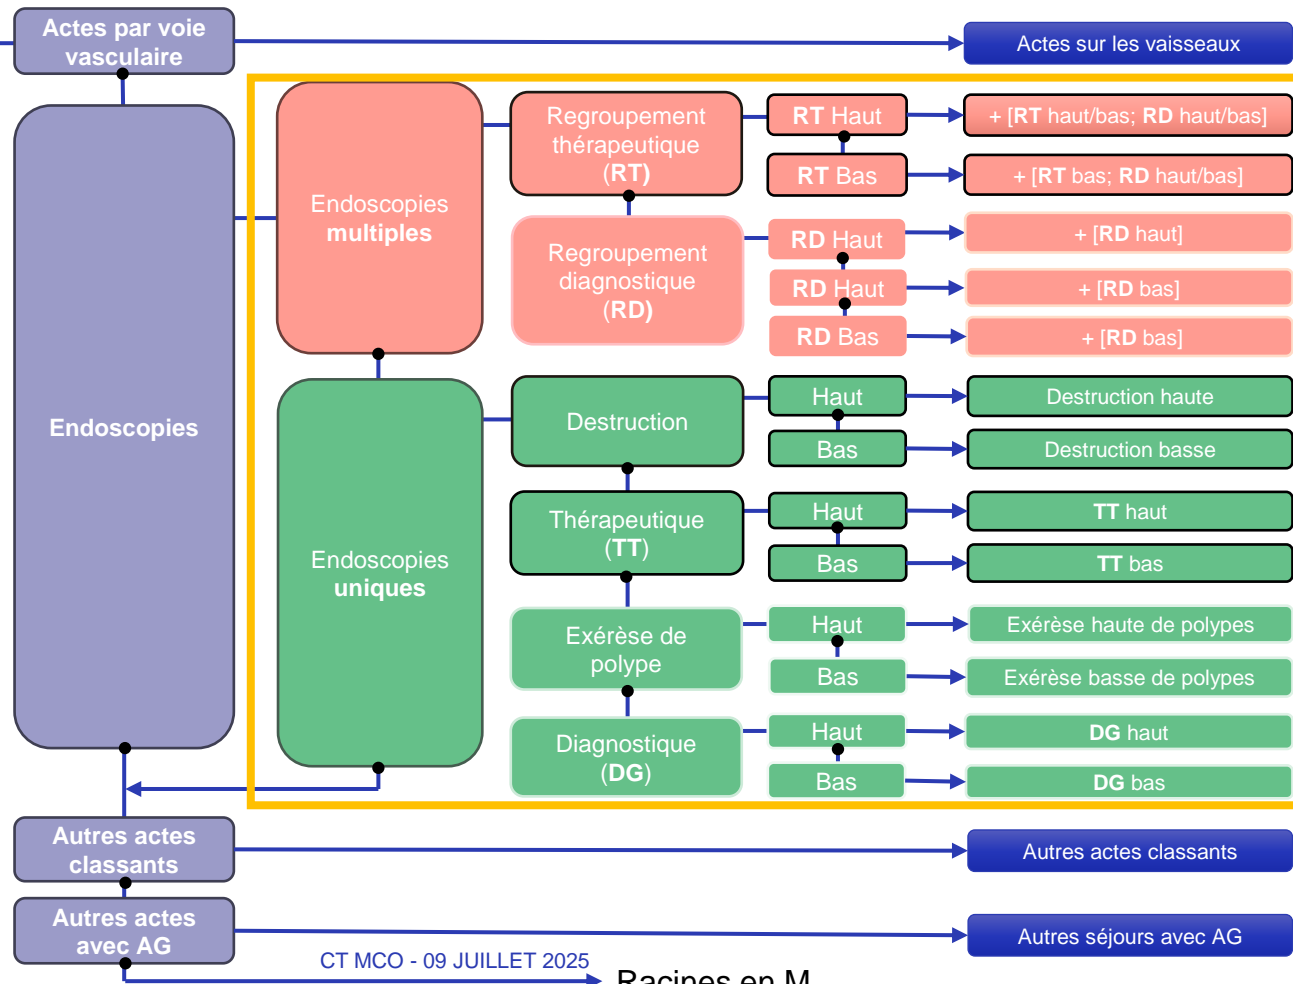 Actes par voie
vasculaire
Actes sur les vaisseaux
Endoscopies
Endoscopies
multiples
Regroupement
thérapeutique
(RT)
RT Haut
+ [RT haut/bas; RD haut/bas]
RT Bas
+ [RT bas; RD haut/bas]
Regroupement
diagnostique
(RD)
RD Haut
+ [RD haut]
RD Haut
+ [RD bas]
RD Bas
+ [RD bas]
Endoscopies
uniques
Destruction
Haut
Destruction haute
Bas
Destruction basse
Thérapeutique
(TT)
Haut
TT haut
Bas
TT bas
Exérèse de
polype
Haut
Exérèse haute de polypes
Bas
Exérèse basse de polypes
Diagnostique
(DG)
Haut
DG haut
Bas
DG bas
Autres actes
classants
Autres actes classants
Autres actes
avec AG
Autres séjours avec AG
CT MCO - 09 JUILLET 2025
Racines en M